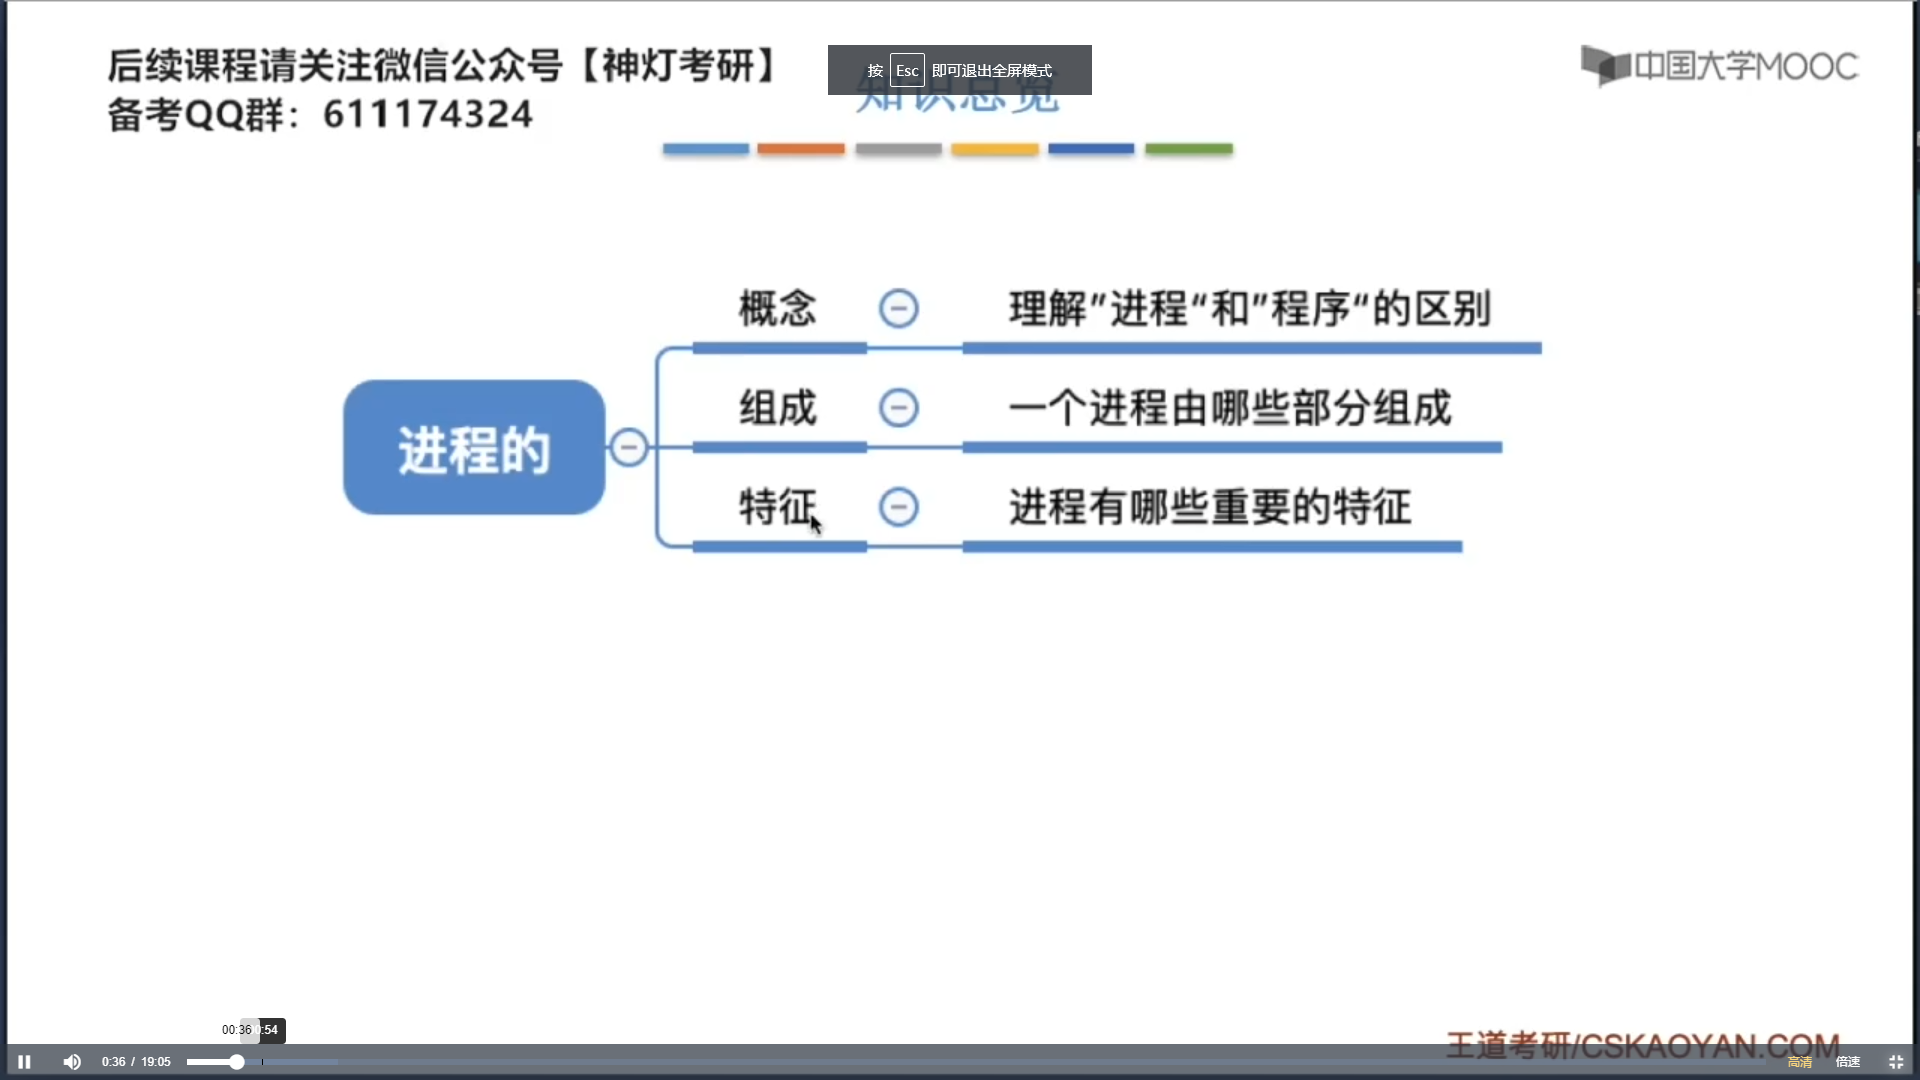 后续课程请关注微信公众号【神灯考研】
备考QQ群：611174324
按 Esc 即可退出全屏模式
知识总览
中国大学MOOC
进程的
概念
理解”进程“和”程序“的区别
组成
一个进程由哪些部分组成
特征
进程有哪些重要的特征
00:36
:54
王道考研/CSKAOYAN.COM
0:36 / 19:05
高清
倍速